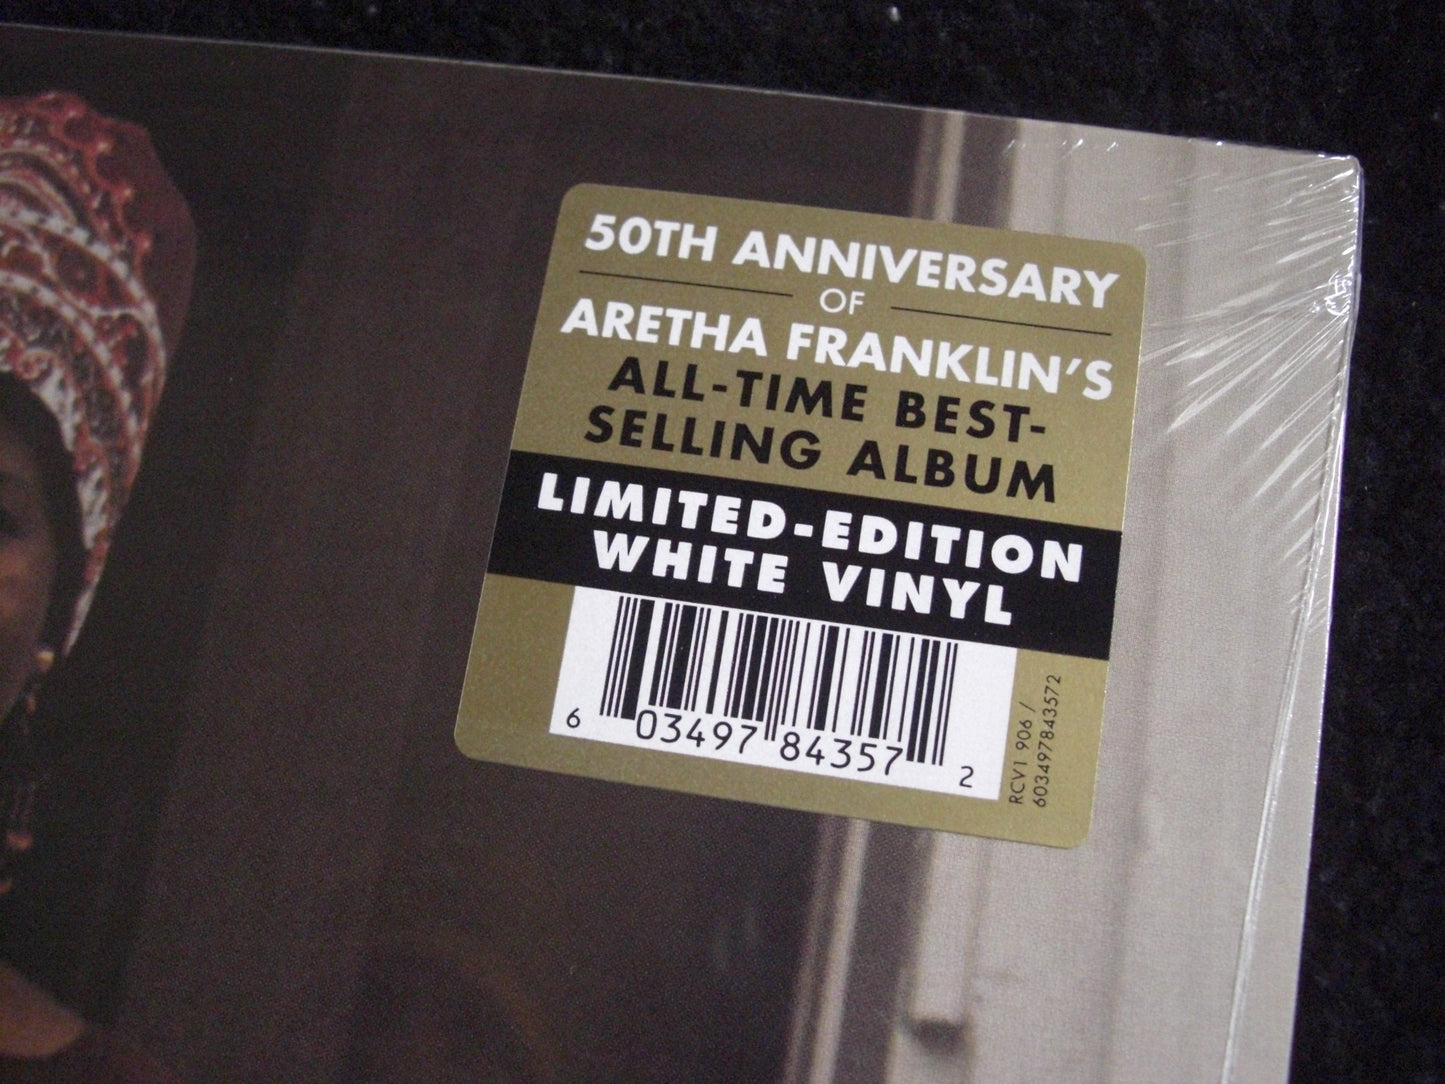 50TH ANNIVERSARY
OF
ARETHA FRANKLIN'S
ALL-TIME BEST-
SELLING ALBUM
LIMITED-EDITION
WHITE VINYL
6 03497 84357 2
RCV1 906 /
603497843572